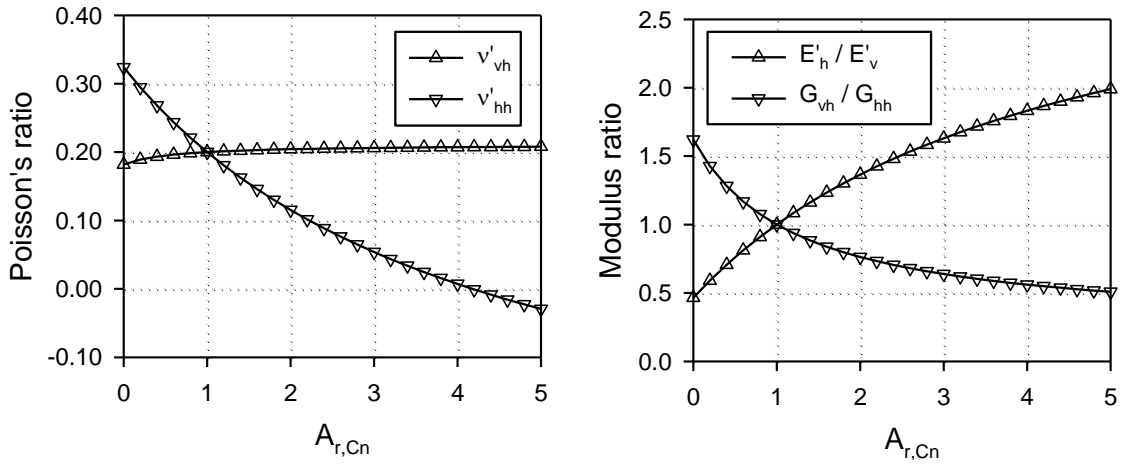 0.40
0.30
0.20
0.10
0.00
-0.10
Poisson's ratio
ν'vh
ν'hh
0 1 2 3 4 5
Ar,Cn
2.5
2.0
1.5
1.0
0.5
0.0
Modulus ratio
E'h / E'v
Gvh / Ghh
0 1 2 3 4 5
Ar,Cn